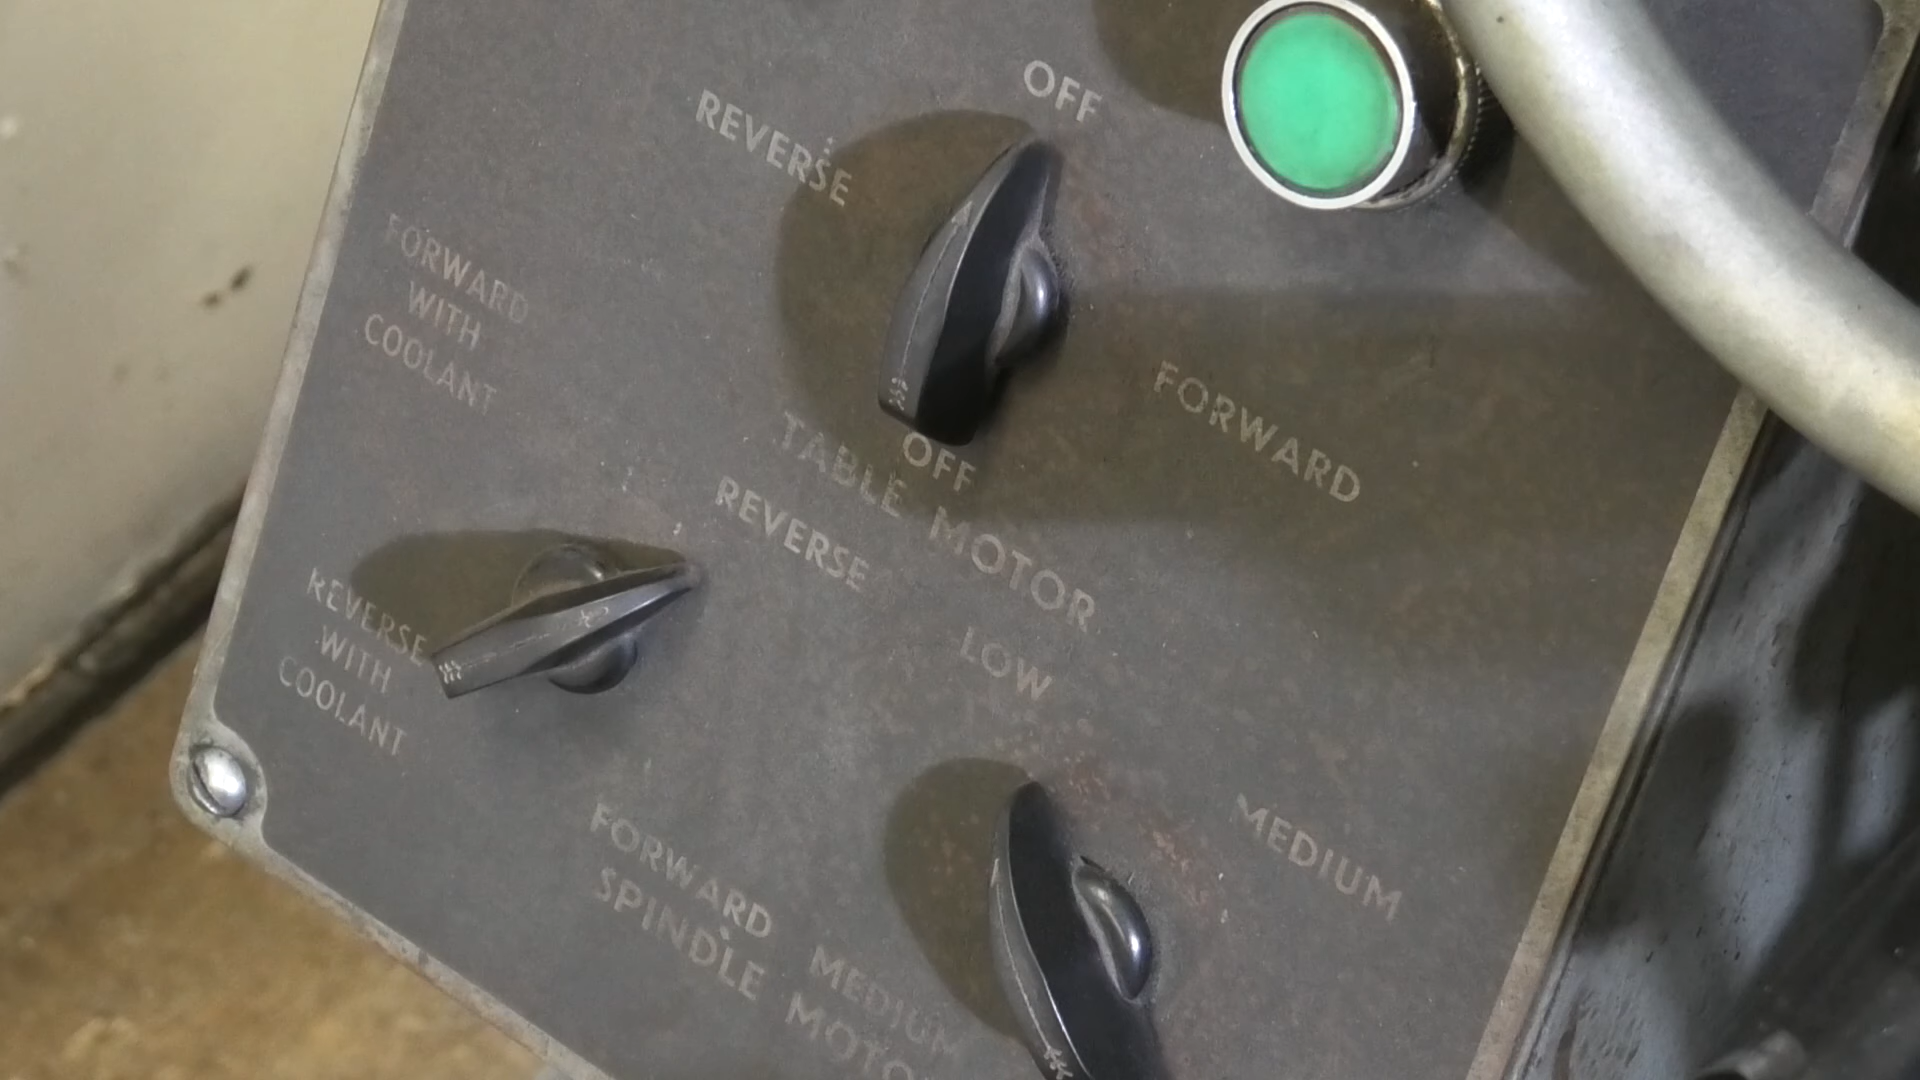 OFF
REVERSE
FORWARD
TABLE MOTOR
FORWARD
WITH
COOLANT
OFF
REVERSE
REVERSE
WITH
COOLANT
FORWARD
SPINDLE MOTO
LOW
MEDIUM
MEDIUM